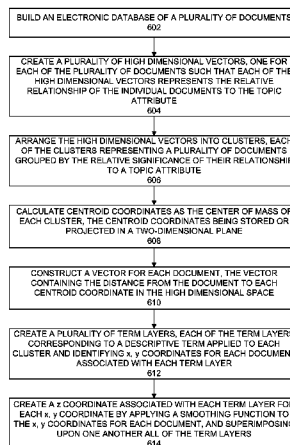 BUILD AN ELECTRONIC DATABASE OF A PLURALITY OF DOCUMENTS
602
CREATE A PLURALITY OF HIGH DIMENSIONAL VECTORS, ONE FOR
EACH OF THE PLURALITY OF DOCUMENTS SUCH THAT EACH OF THE
HIGH DIMENSIONAL VECTORS REPRESENTS THE RELATIVE
RELATIONSHIP OF THE INDIVIDUAL DOCUMENTS TO THE TOPIC
ATTRIBUTE
604
ARRANGE THE HIGH DIMENSIONAL VECTORS INTO CLUSTERS, EACH
OF THE CLUSTERS REPRESENTING A PLURALITY OF DOCUMENTS
GROUPED BY THE RELATIVE SIGNIFICANCE OF THEIR RELATIONSHIP
TO A TOPIC ATTRIBUTE
606
CALCULATE CENTROID COORDINATES AS THE CENTER OF MASS OF
EACH CLUSTER, THE CENTROID COORDINATES BEING STORED OR
PROJECTED IN A TWO-DIMENSIONAL PLANE
608
CONSTRUCT A VECTOR FOR EACH DOCUMENT, THE VECTOR
CONTAINING THE DISTANCE FROM THE DOCUMENT TO EACH
CENTROID COORDINATE IN THE HIGH DIMENSIONAL SPACE
610
CREATE A PLURALITY OF TERM LAYERS, EACH OF THE TERM LAYERS
CORRESPONDING TO A DESCRIPTIVE TERM APPLIED TO EACH
CLUSTER AND IDENTIFYING x, y COORDINATES FOR EACH DOCUMENT
ASSOCIATED WITH EACH TERM LAYER
612
CREATE A z COORDINATE ASSOCIATED WITH EACH TERM LAYER FOR
EACH x, y COORDINATE BY APPLYING A SMOOTHING FUNCTION TO
THE x, y COORDINATES FOR EACH DOCUMENT, AND SUPERIMPOSING
UPON ONE ANOTHER ALL OF THE TERM LAYERS
614